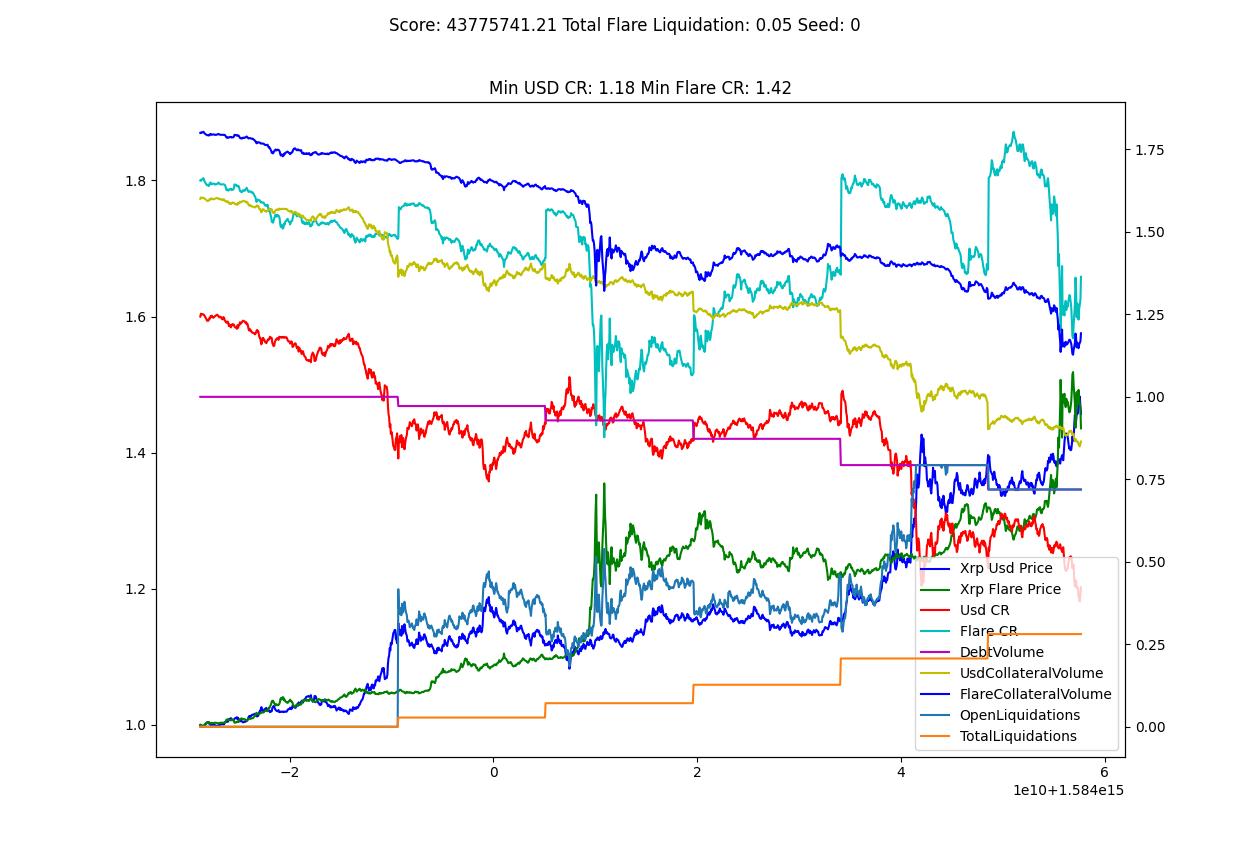 Score: 43775741.21 Total Flare Liquidation: 0.05 Seed: 0
Min USD CR: 1.18 Min Flare CR: 1.42
1.8
1.6
1.4
1.2
1.0
1.75
1.50
1.25
1.00
0.75
0.50
0.25
0.00
Xrp Usd Price
Xrp Flare Price
Usd CR
Flare CR
DebtVolume
UsdCollateralVolume
FlareCollateralVolume
OpenLiquidations
TotalLiquidations
−2 0 2 4 6
1e10+1.584e15